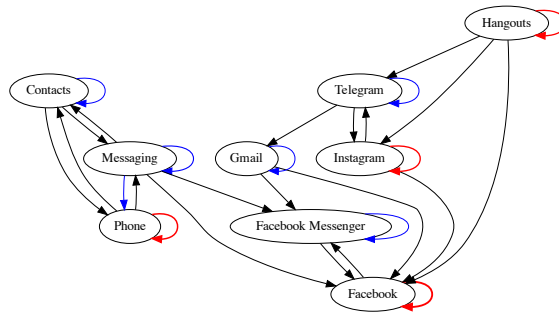 Hangouts
Contacts
Telegram
Messaging
Gmail
Instagram
Phone
Facebook Messenger
Facebook